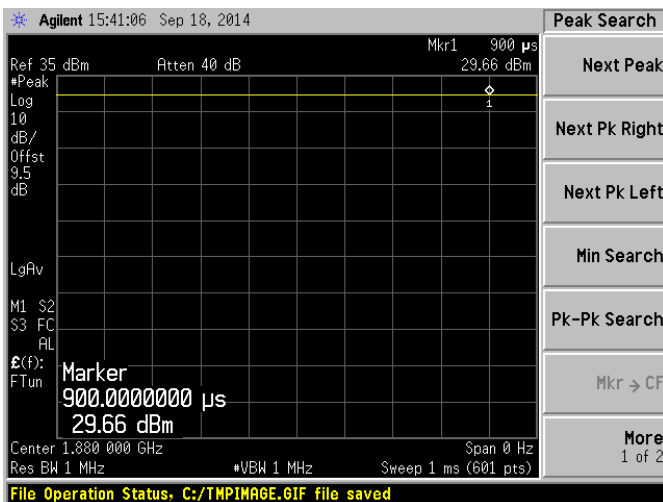 Agilent 15:41:06 Sep 18, 2014
Peak Search
Mkr1 900 µs
Ref 35 dBm Atten 40 dB 29.66 dBm
#Peak
Log
10
dB/
Offst
9.5
dB
1
LgAv
M1 S2
S3 FC
AL
£(f):
FTun
Marker
900.0000000 µs
29.66 dBm
Center 1.880 000 GHz Span 0 Hz
Res BW 1 MHz #VBW 1 MHz Sweep 1 ms (601 pts)
File Operation Status, C:/TMPIMAGE.GIF file saved
Next Peak
Next Pk Right
Next Pk Left
Min Search
Pk-Pk Search
Mkr → CF
More
1 of 2